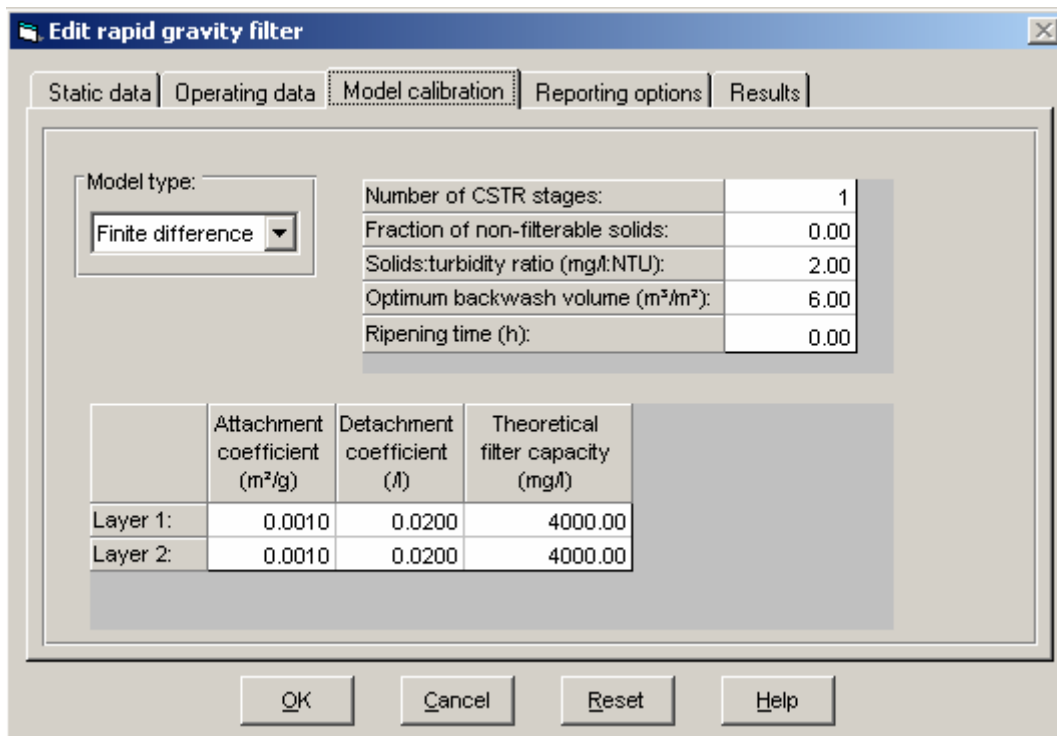 Edit rapid gravity filter
Static data Operating data Model calibration Reporting options Results
Model type:
Finite difference
Number of CSTR stages: 1
Fraction of non-filterable solids: 0.00
Solids:turbidity ratio (mg/l:NTU): 2.00
Optimum backwash volume (m³/m²): 6.00
Ripening time (h): 0.00
Attachment Detachment Theoretical
coefficient coefficient filter capacity
(m²/g) (/l) (mg/l)
Layer 1: 0.0010 0.0200 4000.00
Layer 2: 0.0010 0.0200 4000.00
OK Cancel Reset Help